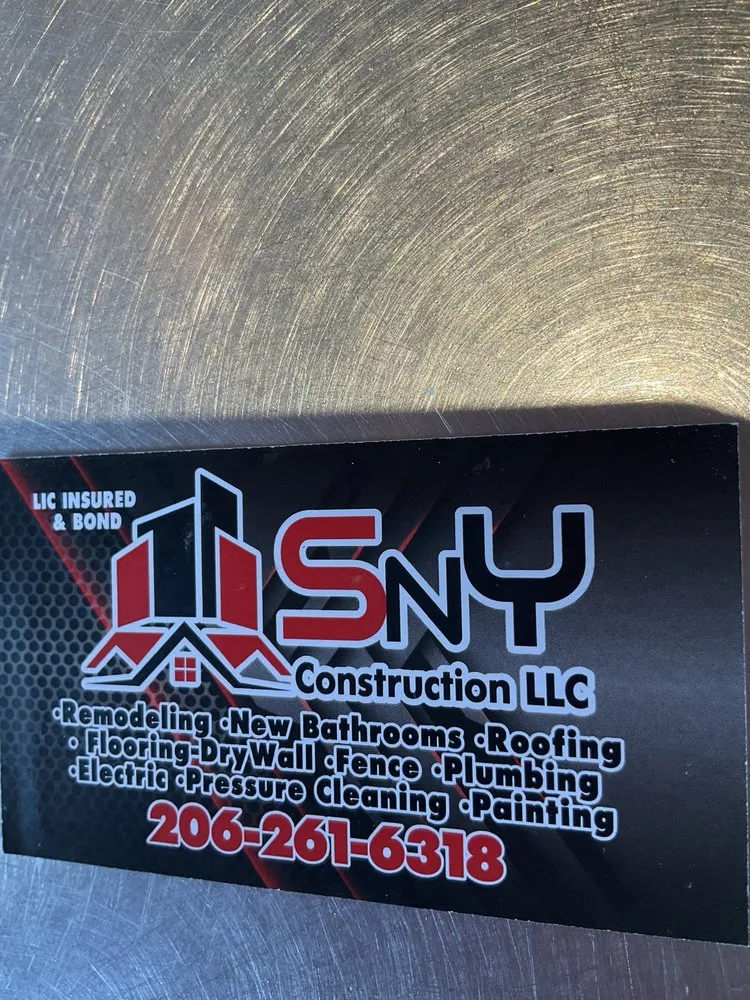 LIC INSURED
& BOND
SNY
Construction LLC
•Remodeling •New Bathrooms •Roofing
• Flooring-DryWall •Fence •Plumbing
•Electric •Pressure Cleaning •Painting
206-261-6318